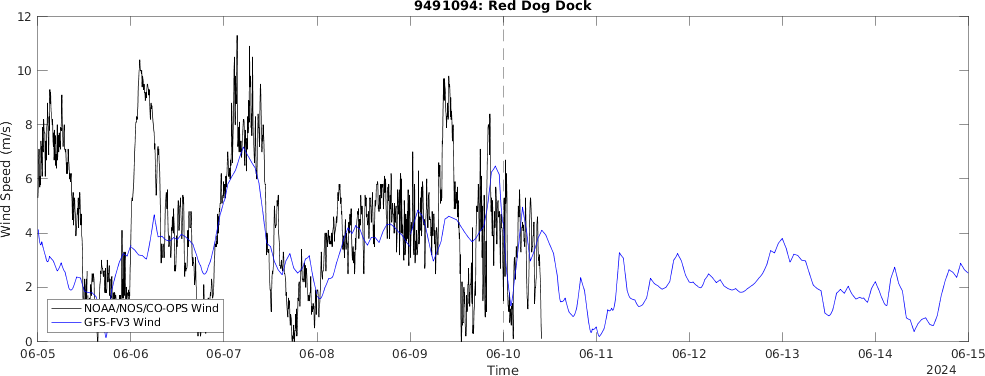 9491094: Red Dog Dock
12
10
8
6
4
2
0
Wind Speed (m/s)
NOAA/NOS/CO-OPS Wind
GFS-FV3 Wind
06-05 06-06 06-07 06-08 06-09 06-10 06-11 06-12 06-13 06-14 06-15
Time
2024